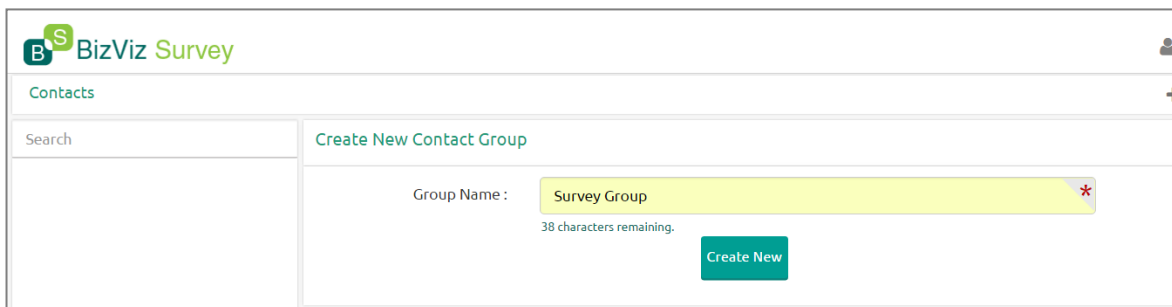 BS BizViz Survey
Contacts
Search
Create New Contact Group
Group Name :
Survey Group *
38 characters remaining.
Create New